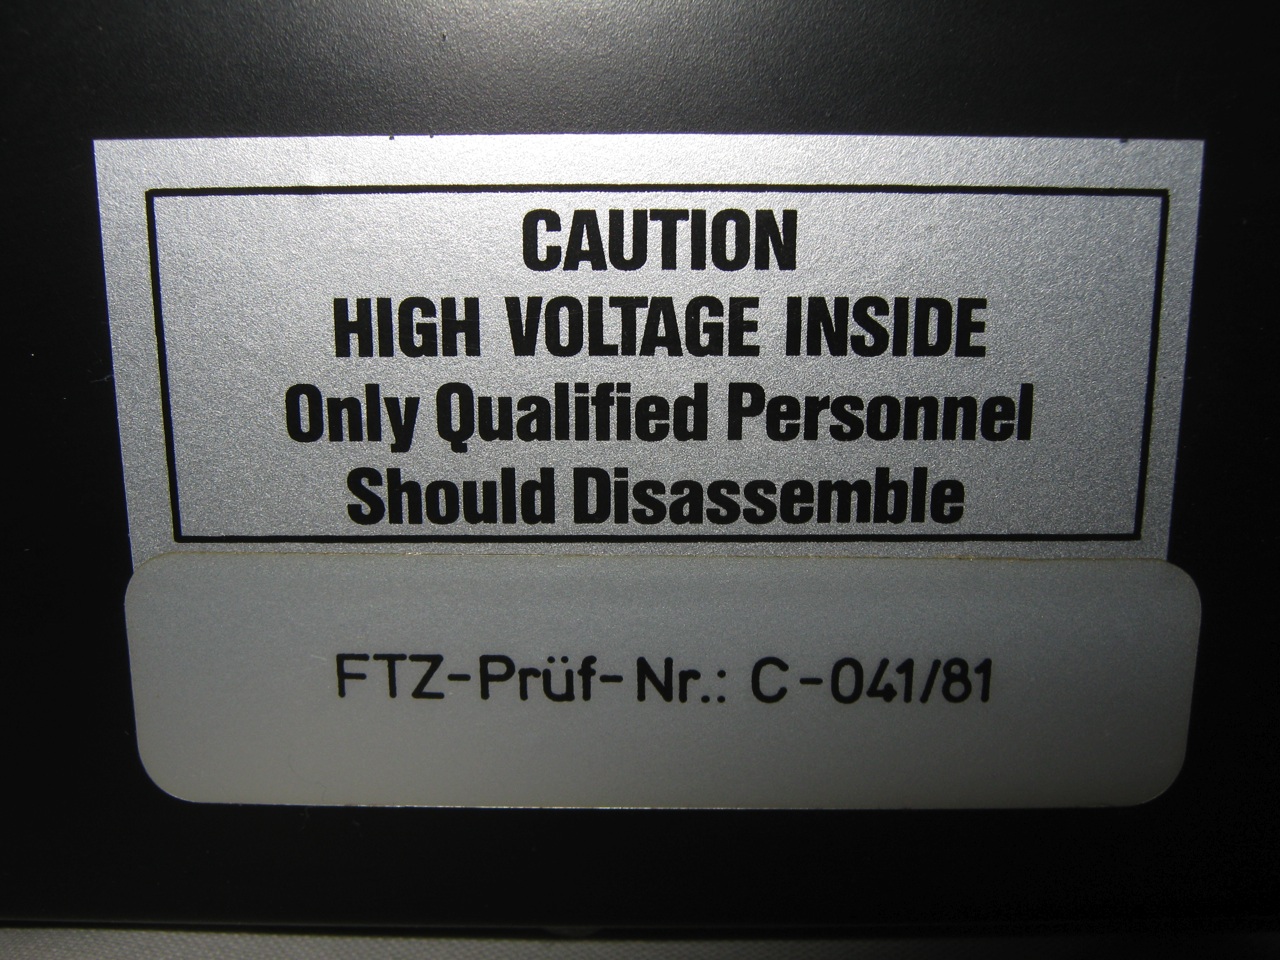 CAUTION
HIGH VOLTAGE INSIDE
Only Qualified Personnel
Should Disassemble
FTZ-Prüf-Nr.: C-041/81